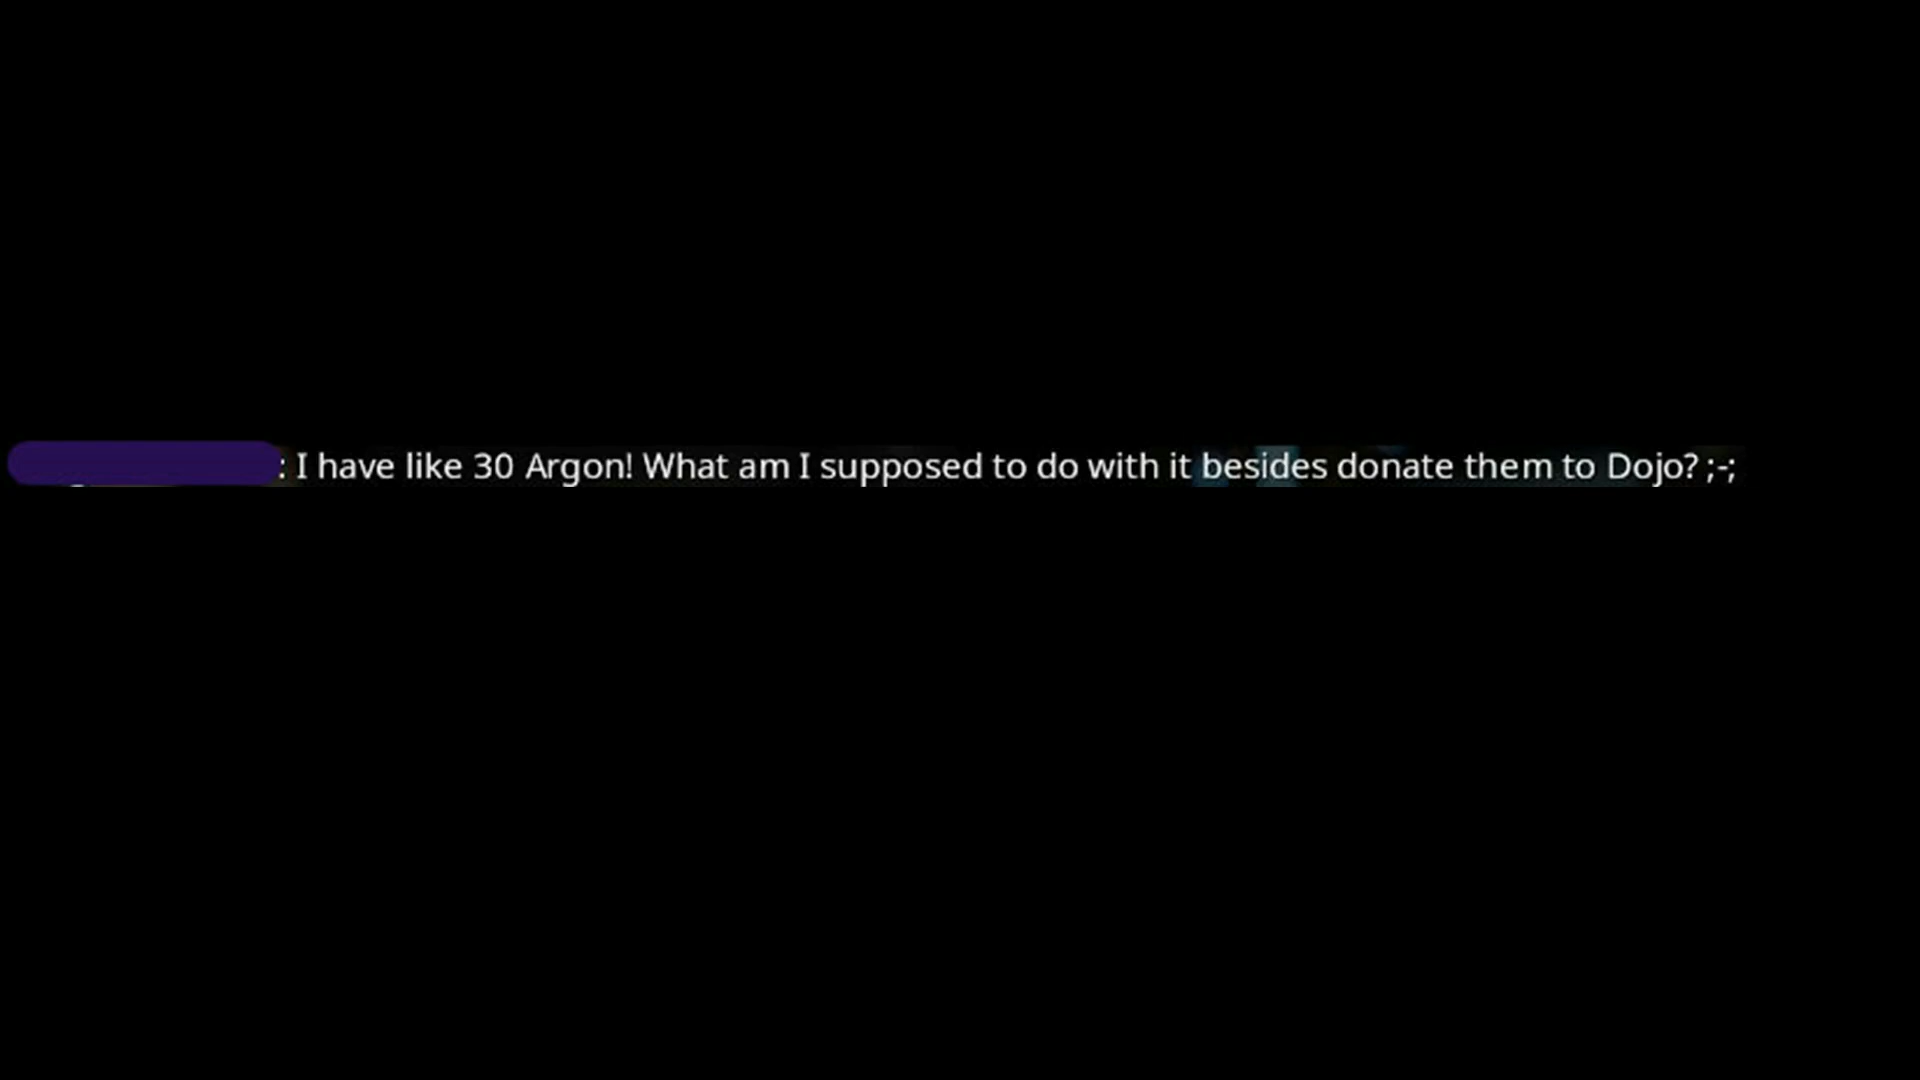 : I have like 30 Argon! What am I supposed to do with it besides donate them to Dojo? ;-;